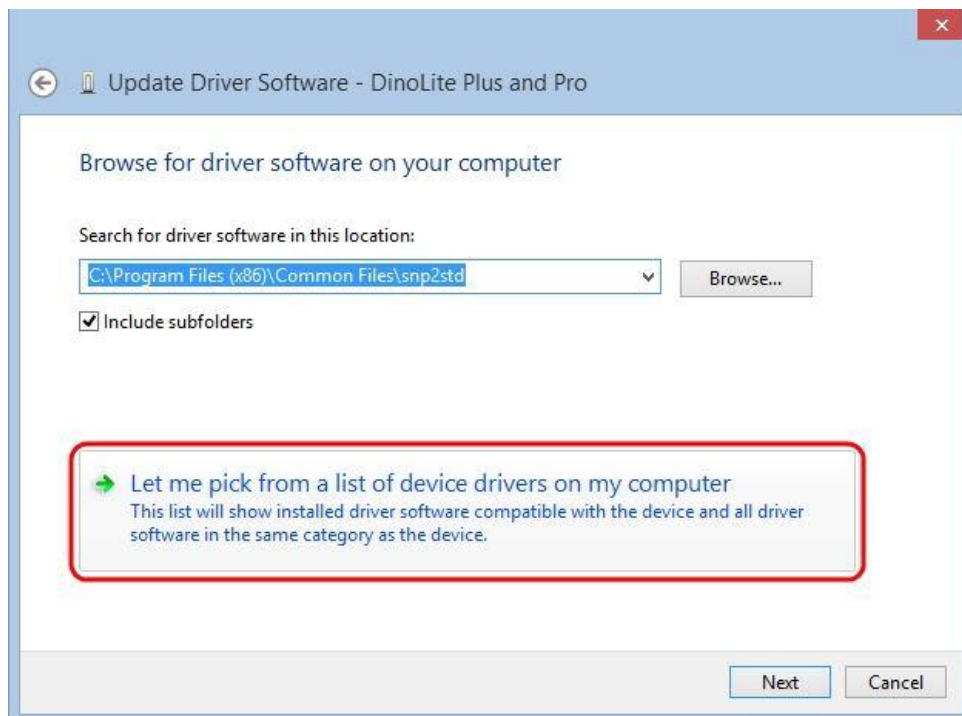 Update Driver Software - DinoLite Plus and Pro
Browse for driver software on your computer
Search for driver software in this location:
C:\Program Files (x86)\Common Files\snp2std
Browse...
Include subfolders
Let me pick from a list of device drivers on my computer
This list will show installed driver software compatible with the device and all driver
software in the same category as the device.
Next
Cancel